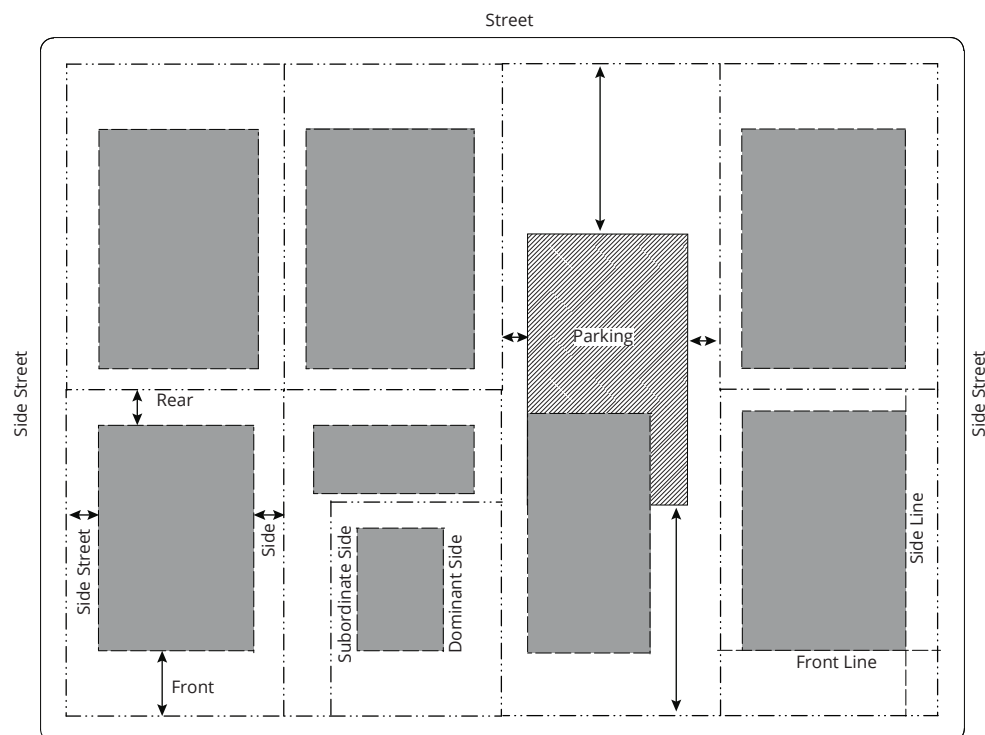 Street
Parking
Side Street
Side Street
Rear
Side Street
Side
Subordinate Side
Dominant Side
Side Line
Front Line
Front